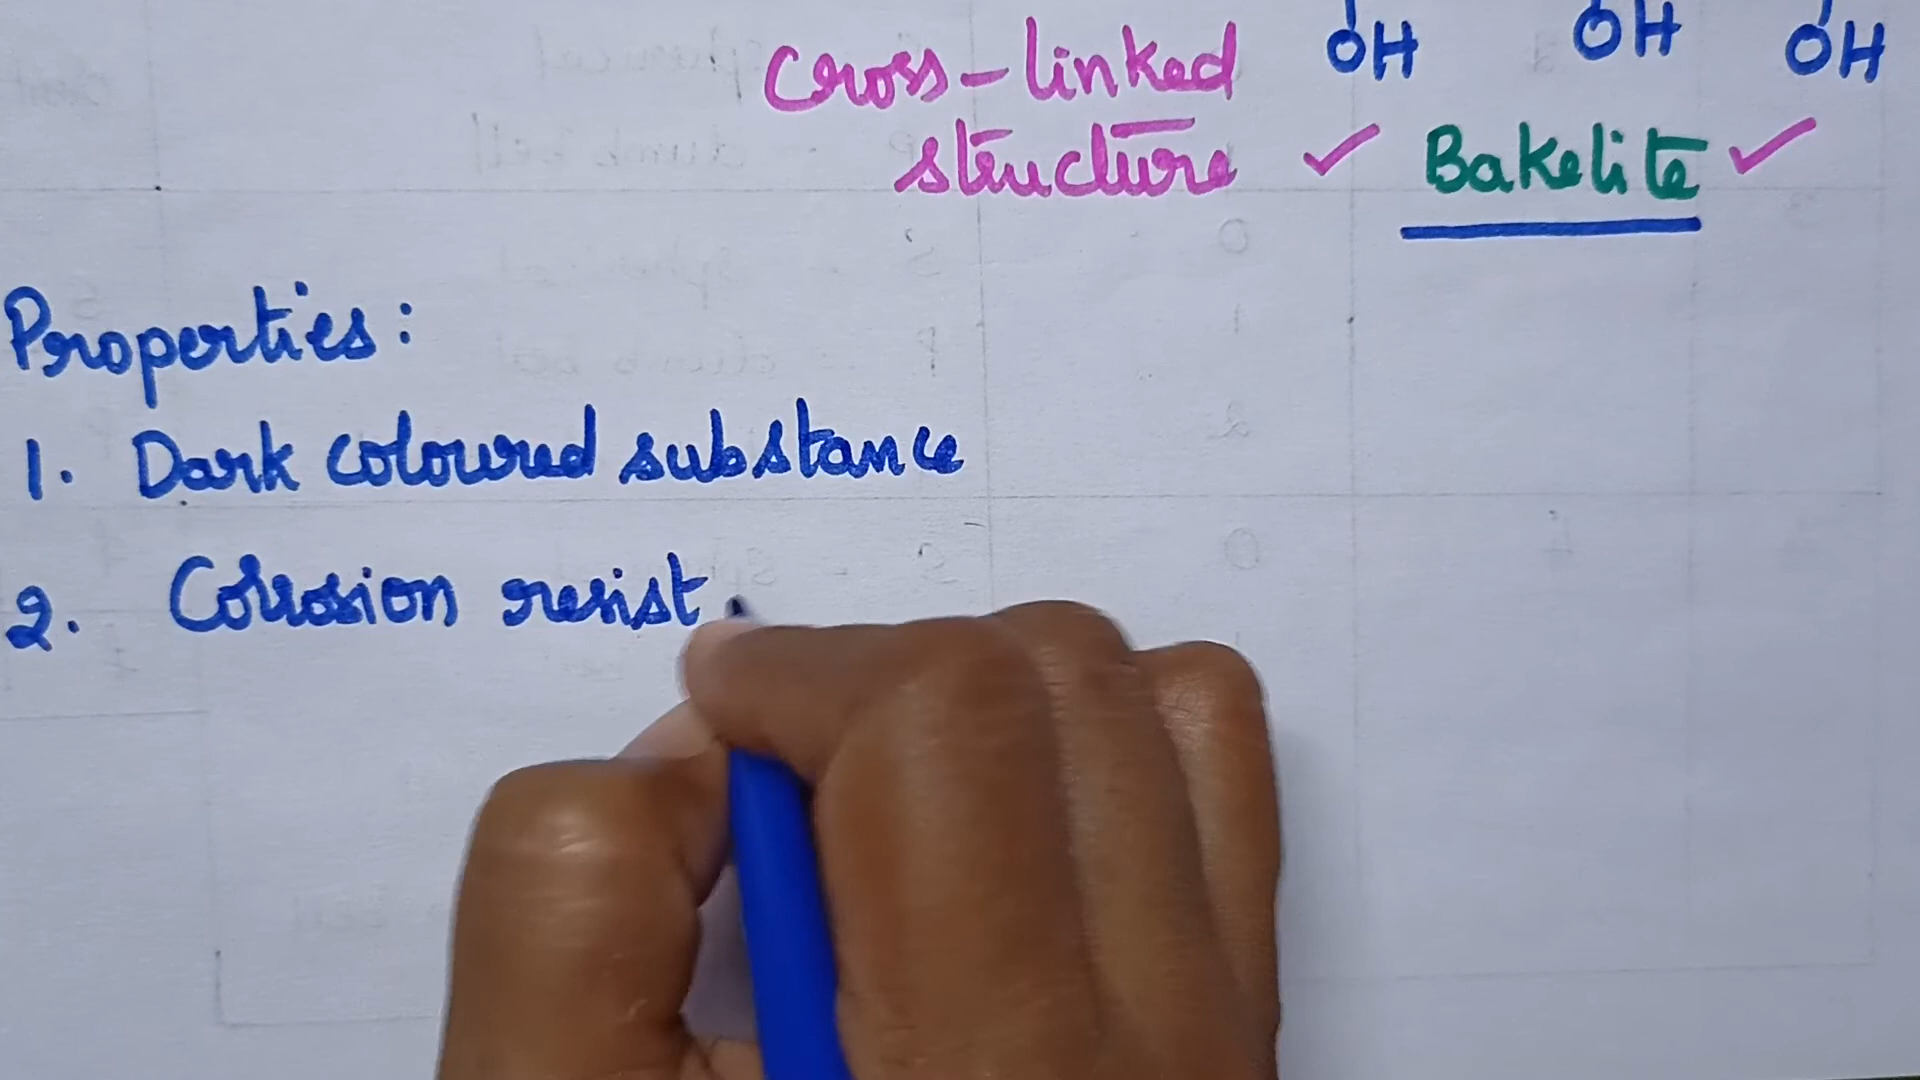 OH OH OH
Cross-linked
structure ✓ Bakelite ✓
Properties:
1. Dark coloured substance
2. Corrosion resist